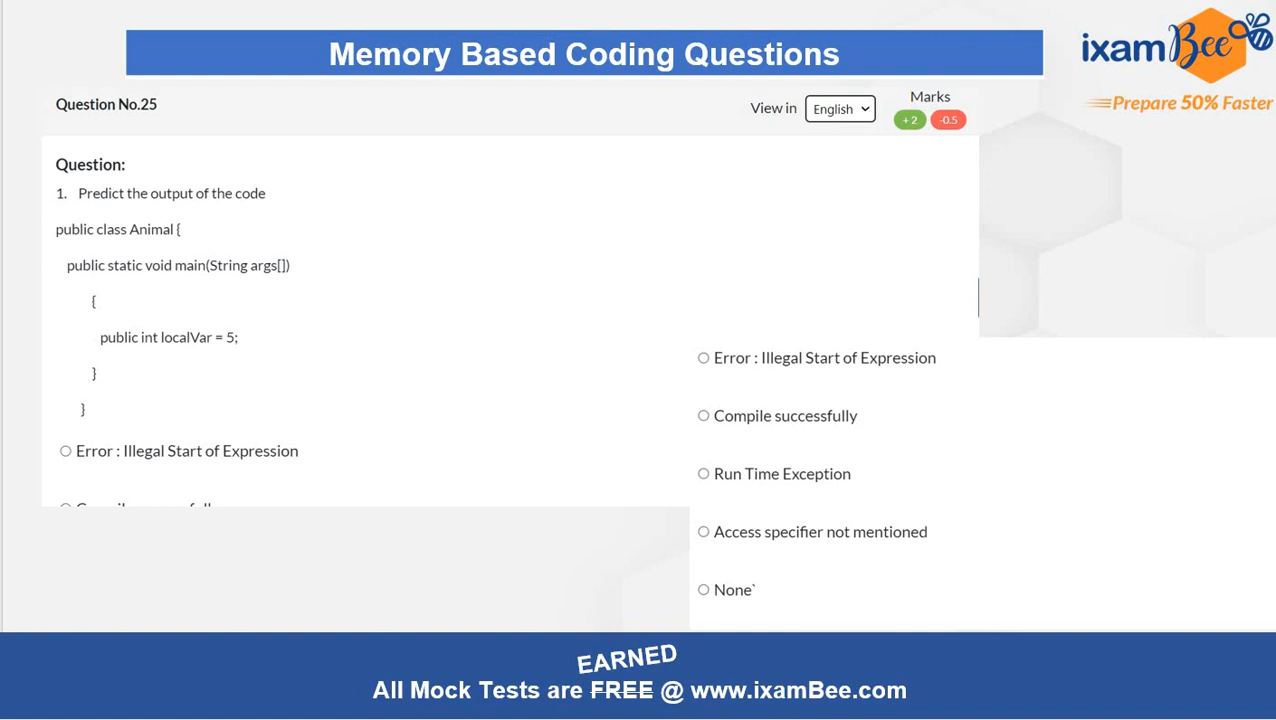 Memory Based Coding Questions
ixamBee
Prepare 50% Faster
Question No.25
View in
English
Marks
+ 2
-0.5
Question:
1. Predict the output of the code
public class Animal {
public static void main(String args[])
{
public int localVar = 5;
}
}
Error : Illegal Start of Expression
Error : Illegal Start of Expression
Compile successfully
Run Time Exception
Access specifier not mentioned
None`
EARNED
All Mock Tests are FREE @ www.ixamBee.com